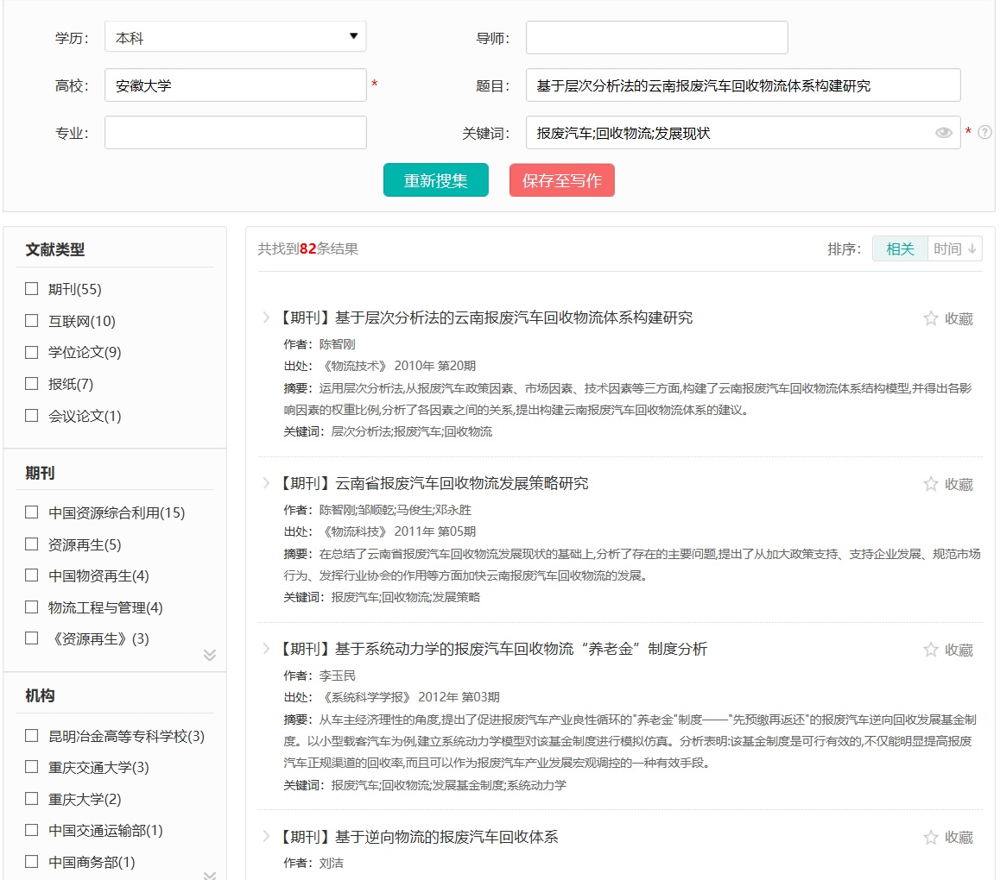 学历: 本科 导师:
高校: 安徽大学 * 题目: 基于层次分析法的云南报废汽车回收物流体系构建研究
专业: 关键词: 报废汽车;回收物流;发展现状 * ?
重新搜集 保存至写作
文献类型
期刊(55)
互联网(10)
学位论文(9)
报纸(7)
会议论文(1)
期刊
中国资源综合利用(15)
资源再生(5)
中国物资再生(4)
物流工程与管理(4)
《资源再生》(3)
机构
昆明冶金高等专科学校(3)
重庆交通大学(3)
重庆大学(2)
中国交通运输部(1)
中国商务部(1)
共找到82条结果 排序: 相关 时间
【期刊】基于层次分析法的云南报废汽车回收物流体系构建研究 收藏
作者: 陈智刚
出处: 《物流技术》 2010年 第20期
摘要: 运用层次分析法,从报废汽车政策因素、市场因素、技术因素等三方面,构建了云南报废汽车回收物流体系结构模型,并得出各影
响因素的权重比例,分析了各因素之间的关系,提出构建云南报废汽车回收物流体系的建议。
关键词: 层次分析法;报废汽车;回收物流
【期刊】云南省报废汽车回收物流发展策略研究 收藏
作者: 陈智刚;邹顺乾;马俊生;邓永胜
出处: 《物流科技》 2011年 第05期
摘要: 在总结了云南省报废汽车回收物流发展现状的基础上,分析了存在的主要问题,提出了从加大政策支持、支持企业发展、规范市场
行为、发挥行业协会的作用等方面加快云南报废汽车回收物流的发展。
关键词: 报废汽车;回收物流;发展策略
【期刊】基于系统动力学的报废汽车回收物流“养老金”制度分析 收藏
作者: 李玉民
出处: 《系统科学学报》 2012年 第03期
摘要: 从车主经济理性的角度,提出了促进报废汽车产业良性循环的"养老金"制度——"先预缴再返还"的报废汽车逆向回收发展基金制
度。以小型载客汽车为例,建立系统动力学模型对该基金制度进行模拟仿真。分析表明:该基金制度是可行有效的,不仅能明显提高报废
汽车正规渠道的回收率,而且可以作为报废汽车产业发展宏观调控的一种有效手段。
关键词: 报废汽车;回收物流;发展基金制度;系统动力学
【期刊】基于逆向物流的报废汽车回收体系 收藏
作者: 刘洁